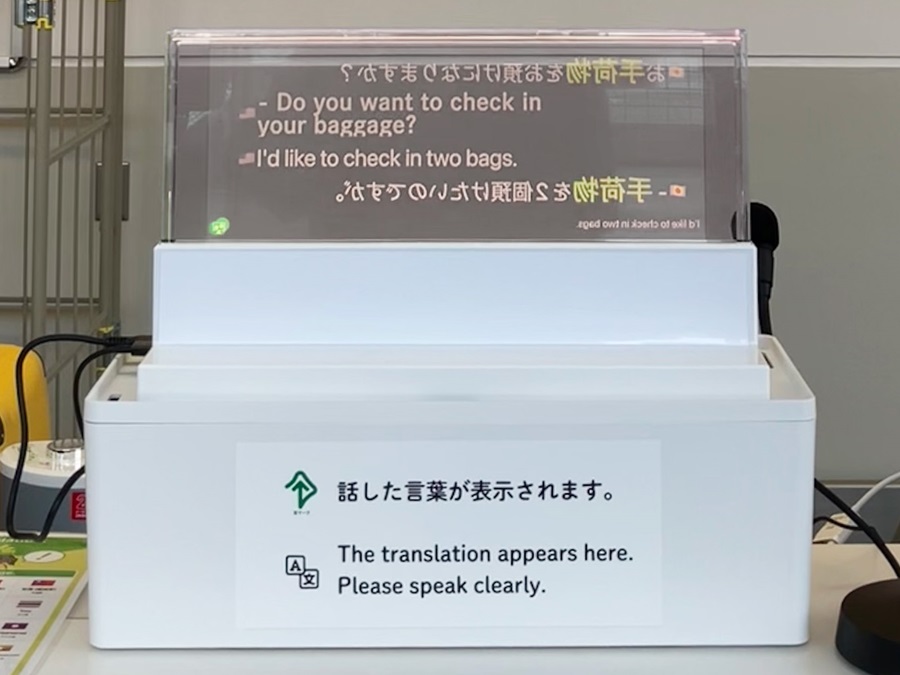 お手荷物をお預けになりますか？
- Do you want to check in
your baggage?
I'd like to check in two bags.
- 手荷物を2個預けたいのですが。
I'd like to check in two bags.
話した言葉が表示されます。
The translation appears here.
Please speak clearly.